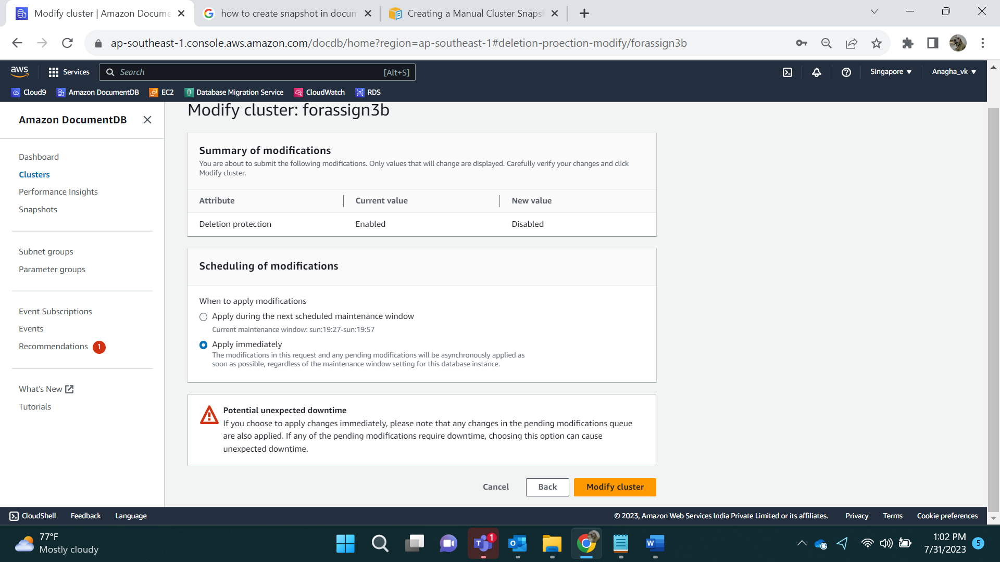 Modify cluster | Amazon Docume
how to create snapshot in docum
Creating a Manual Cluster Snaps
ap-southeast-1.console.aws.amazon.com/docdb/home?region=ap-southeast-1#deletion-proection-modify/forassign3b
aws
Services
Search
[Alt+S]
Singapore
Anagha_vk
Cloud9
Amazon DocumentDB
EC2
Database Migration Service
CloudWatch
RDS
Amazon DocumentDB
Dashboard
Clusters
Performance Insights
Snapshots
Subnet groups
Parameter groups
Event Subscriptions
Events
Recommendations 1
What's New
Tutorials
Modify cluster: forassign3b
Summary of modifications
You are about to submit the following modifications. Only values that will change are displayed. Carefully verify your changes and click
Modify cluster.
Attribute Current value New value
Deletion protection Enabled Disabled
Scheduling of modifications
When to apply modifications
Apply during the next scheduled maintenance window
Current maintenance window: sun:19:27-sun:19:57
Apply immediately
The modifications in this request and any pending modifications will be asynchronously applied as
soon as possible, regardless of the maintenance window setting for this database instance.
Potential unexpected downtime
If you choose to apply changes immediately, please note that any changes in the pending modifications queue
are also applied. If any of the pending modifications require downtime, choosing this option can cause
unexpected downtime.
Cancel
Back
Modify cluster
CloudShell
Feedback
Language
© 2023, Amazon Web Services India Private Limited or its affiliates.
Privacy
Terms
Cookie preferences
77°F
Mostly cloudy
1
1:02 PM
7/31/2023
5